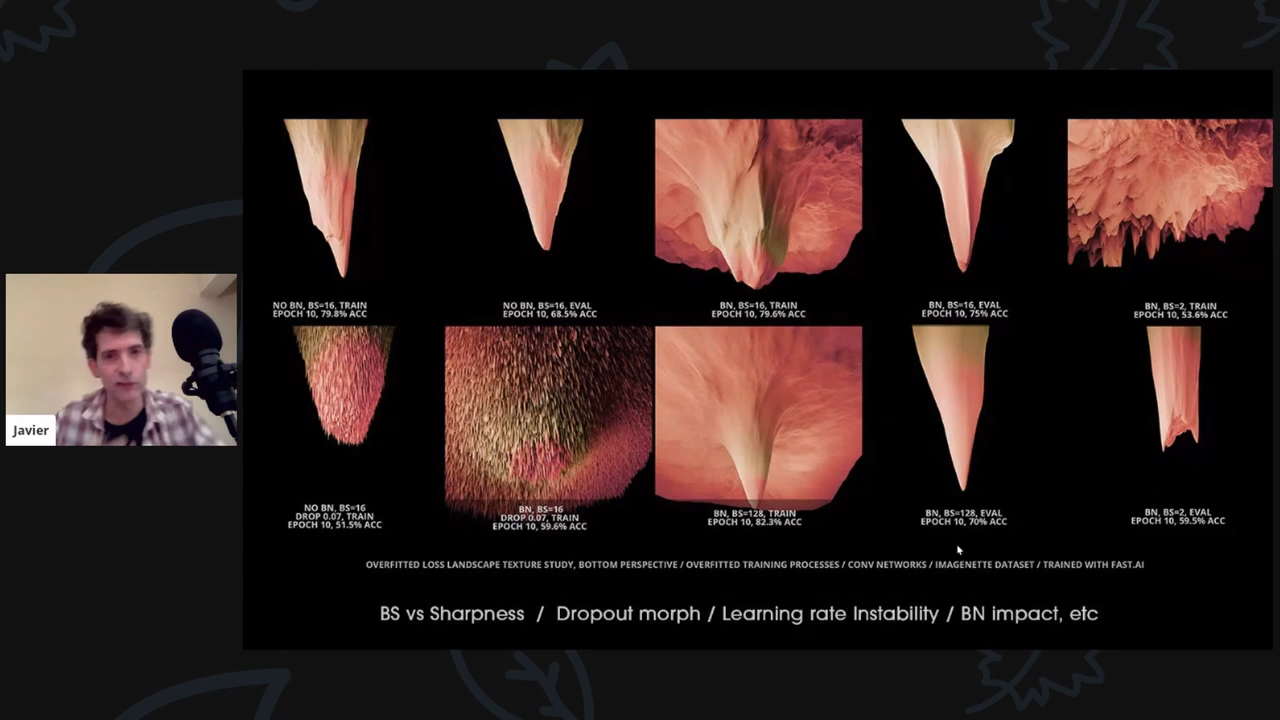 NO BN, BS=16, TRAIN
EPOCH 10, 79.8% ACC
NO BN, BS=16, EVAL
EPOCH 10, 68.5% ACC
BN, BS=16, TRAIN
EPOCH 10, 79.6% ACC
BN, BS=16, EVAL
EPOCH 10, 75% ACC
BN, BS=2, TRAIN
EPOCH 10, 53.6% ACC
Javier
NO BN, BS=16
DROP 0.07, TRAIN
EPOCH 10, 51.5% ACC
BN, BS=16
DROP 0.07, TRAIN
EPOCH 10, 59.6% ACC
BN, BS=128, TRAIN
EPOCH 10, 82.3% ACC
BN, BS=128, EVAL
EPOCH 10, 70% ACC
BN, BS=2, EVAL
EPOCH 10, 59.5% ACC
OVERFITTED LOSS LANDSCAPE TEXTURE STUDY, BOTTOM PERSPECTIVE / OVERFITTED TRAINING PROCESSES / CONV NETWORKS / IMAGENETTE DATASET / TRAINED WITH FAST.AI
BS vs Sharpness / Dropout morph / Learning rate Instability / BN impact, etc